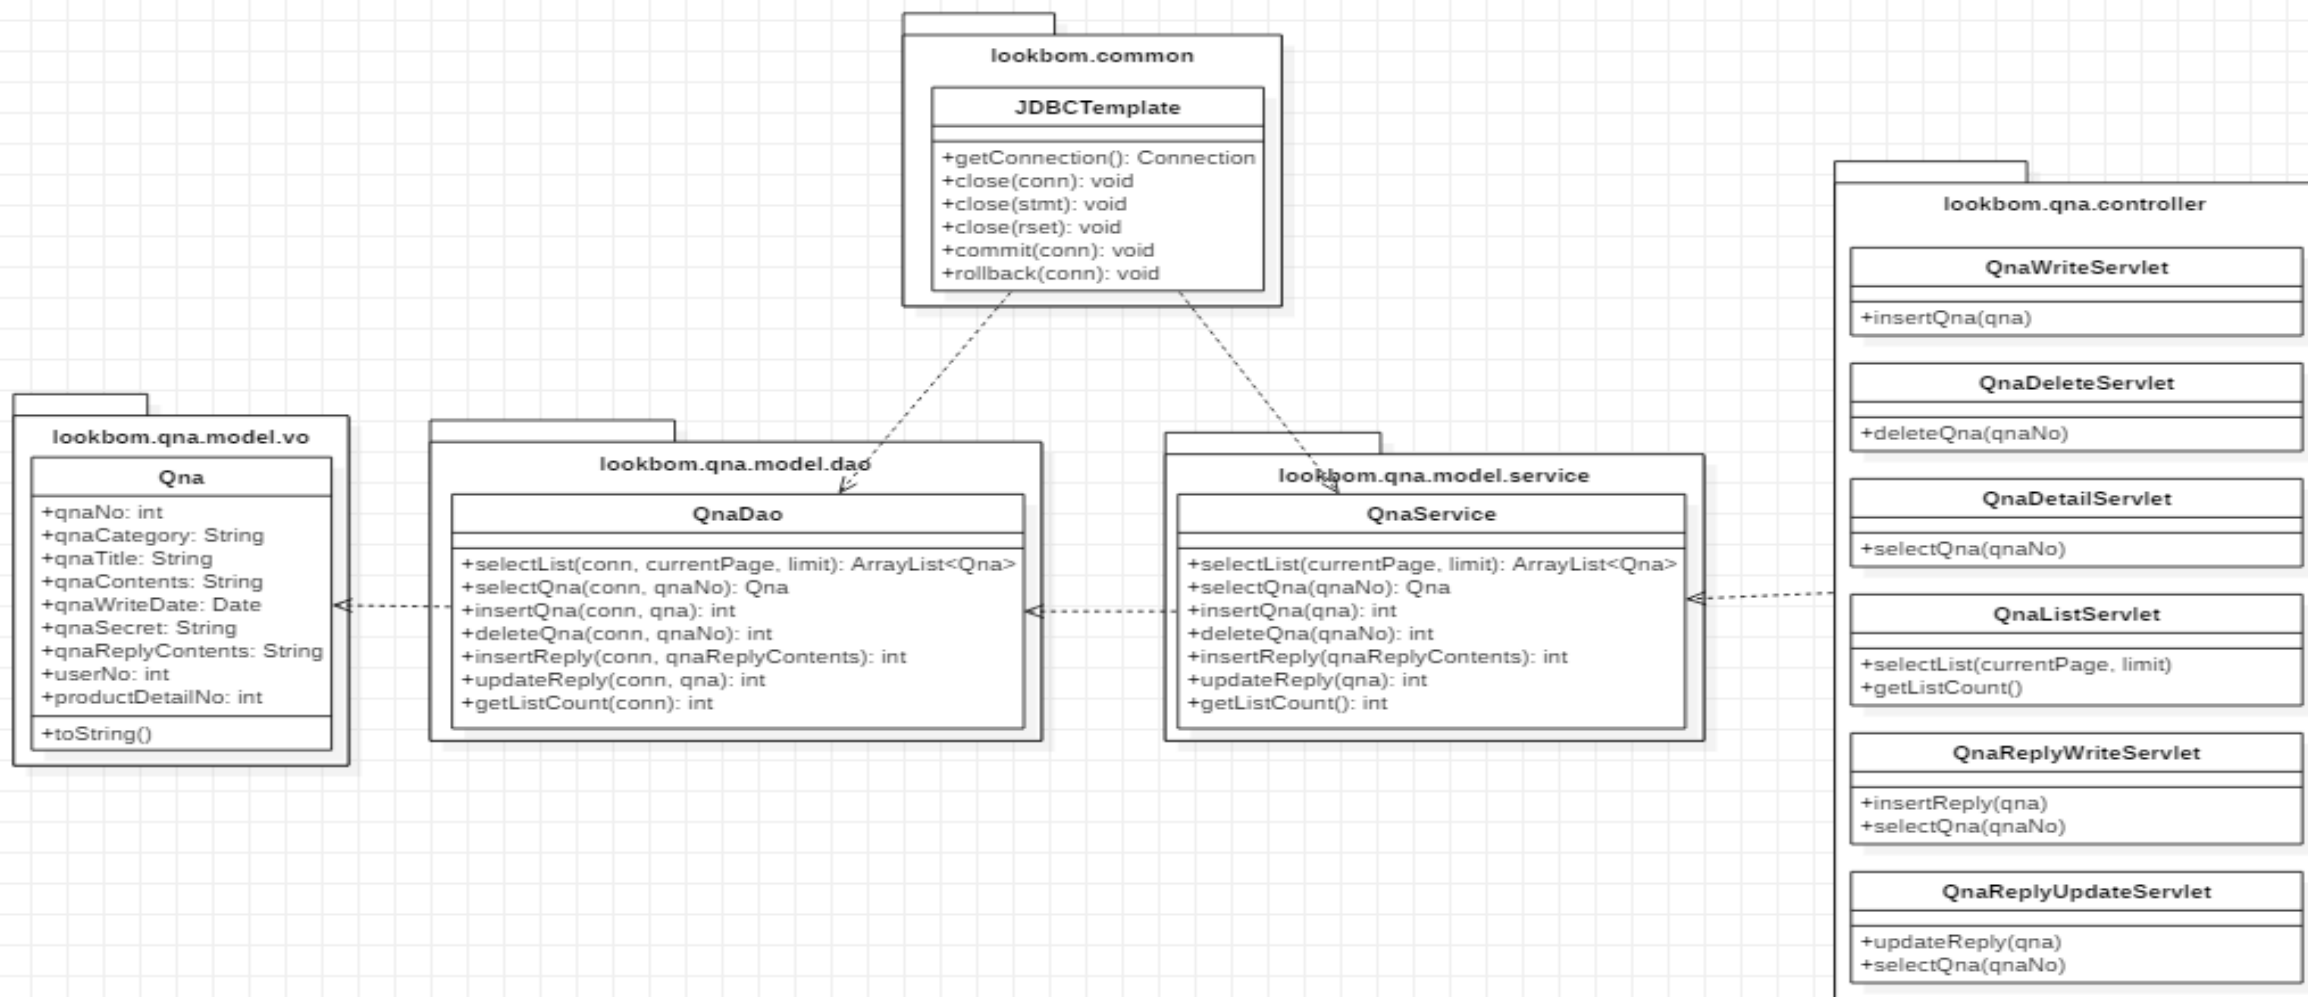 lookbom.common
JDBCTemplate
+getConnection(): Connection
+close(conn): void
+close(stmt): void
+close(rset): void
+commit(conn): void
+rollback(conn): void
lookbom.qna.model.vo
Qna
+qnaNo: int
+qnaCategory: String
+qnaTitle: String
+qnaContents: String
+qnaWriteDate: Date
+qnaSecret: String
+qnaReplyContents: String
+userNo: int
+productDetailNo: int
+toString()
lookbom.qna.model.dao
QnaDao
+selectList(conn, currentPage, limit): ArrayList<Qna>
+selectQna(conn, qnaNo): Qna
+insertQna(conn, qna): int
+deleteQna(conn, qnaNo): int
+insertReply(conn, qnaReplyContents): int
+updateReply(conn, qna): int
+getListCount(conn): int
lookbom.qna.model.service
QnaService
+selectList(currentPage, limit): ArrayList<Qna>
+selectQna(qnaNo): Qna
+insertQna(qna): int
+deleteQna(qnaNo): int
+insertReply(qnaReplyContents): int
+updateReply(qna): int
+getListCount(): int
lookbom.qna.controller
QnaWriteServlet
+insertQna(qna)
QnaDeleteServlet
+deleteQna(qnaNo)
QnaDetailServlet
+selectQna(qnaNo)
QnaListServlet
+selectList(currentPage, limit)
+getListCount()
QnaReplyWriteServlet
+insertReply(qna)
+selectQna(qnaNo)
QnaReplyUpdateServlet
+updateReply(qna)
+selectQna(qnaNo)